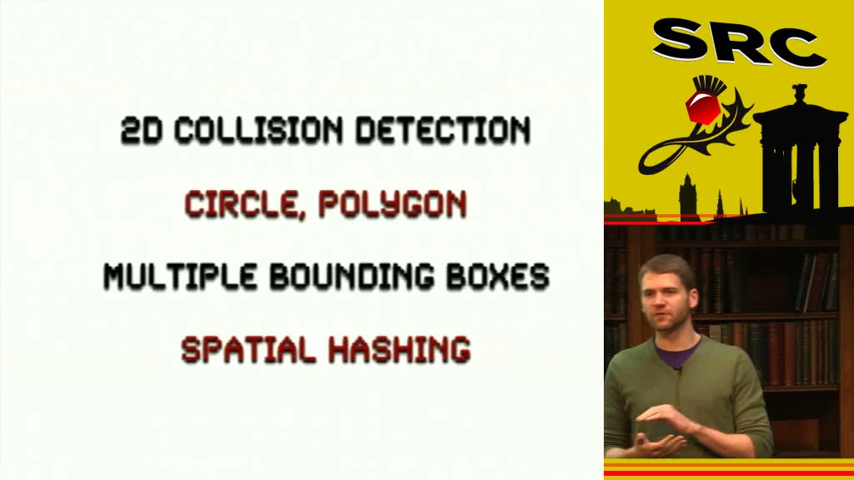 2D COLLISION DETECTION
CIRCLE, POLYGON
MULTIPLE BOUNDING BOXES
SPATIAL HASHING
SRC